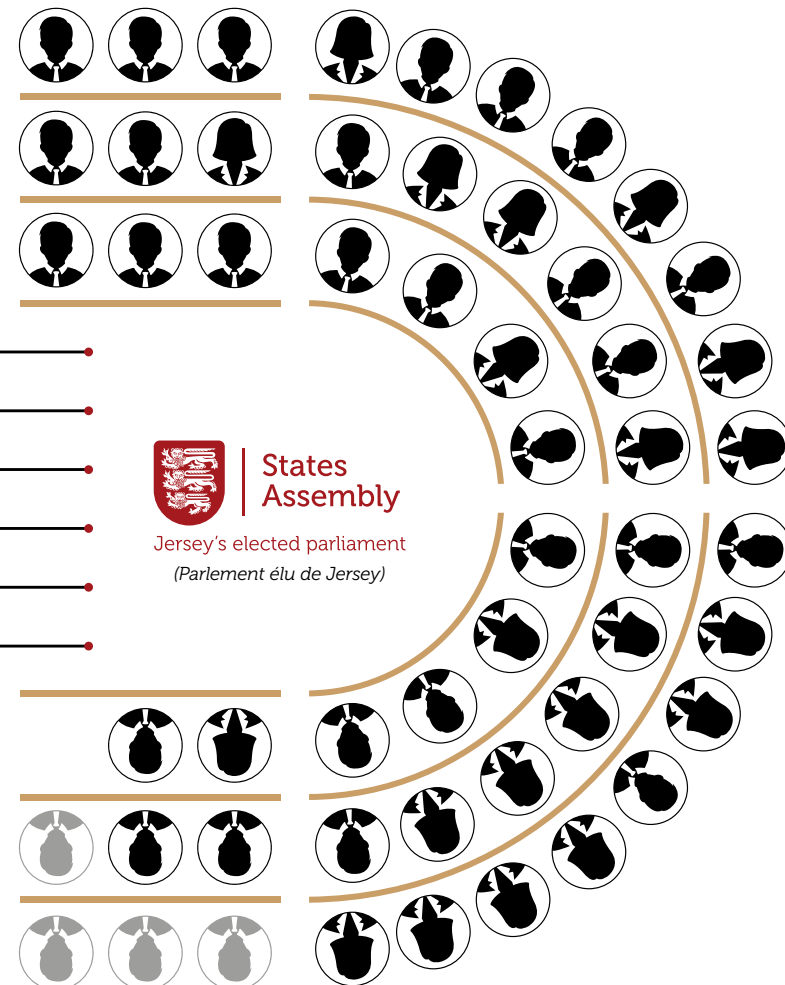 States
Assembly
Jersey's elected parliament
(Parlement élu de Jersey)